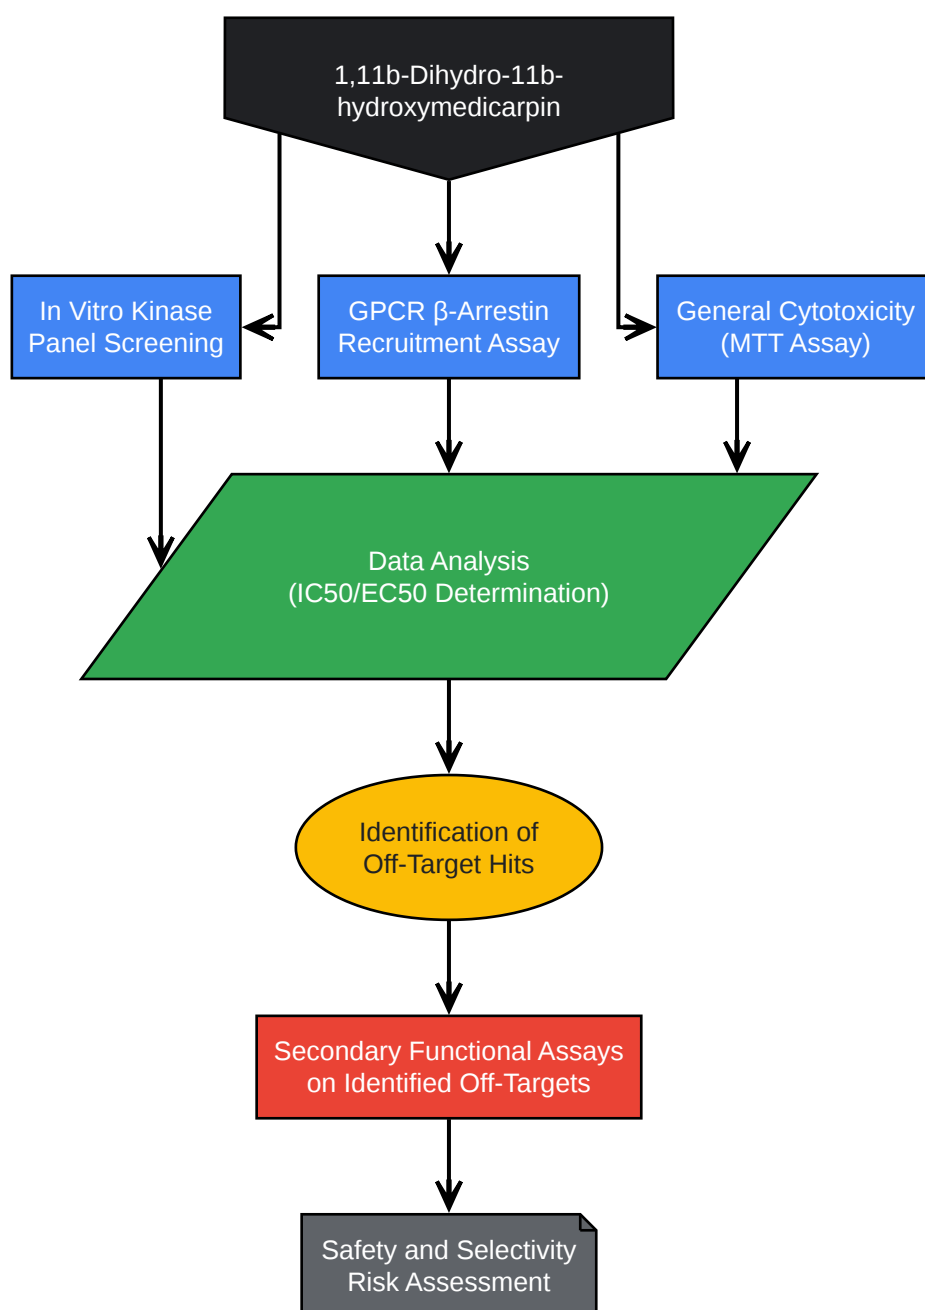 1,11b-Dihydro-11b-
hydroxymedicarpin
In Vitro Kinase
Panel Screening
GPCR β-Arrestin
Recruitment Assay
General Cytotoxicity
(MTT Assay)
Data Analysis
(IC50/EC50 Determination)
Identification of
Off-Target Hits
Secondary Functional Assays
on Identified Off-Targets
Safety and Selectivity
Risk Assessment